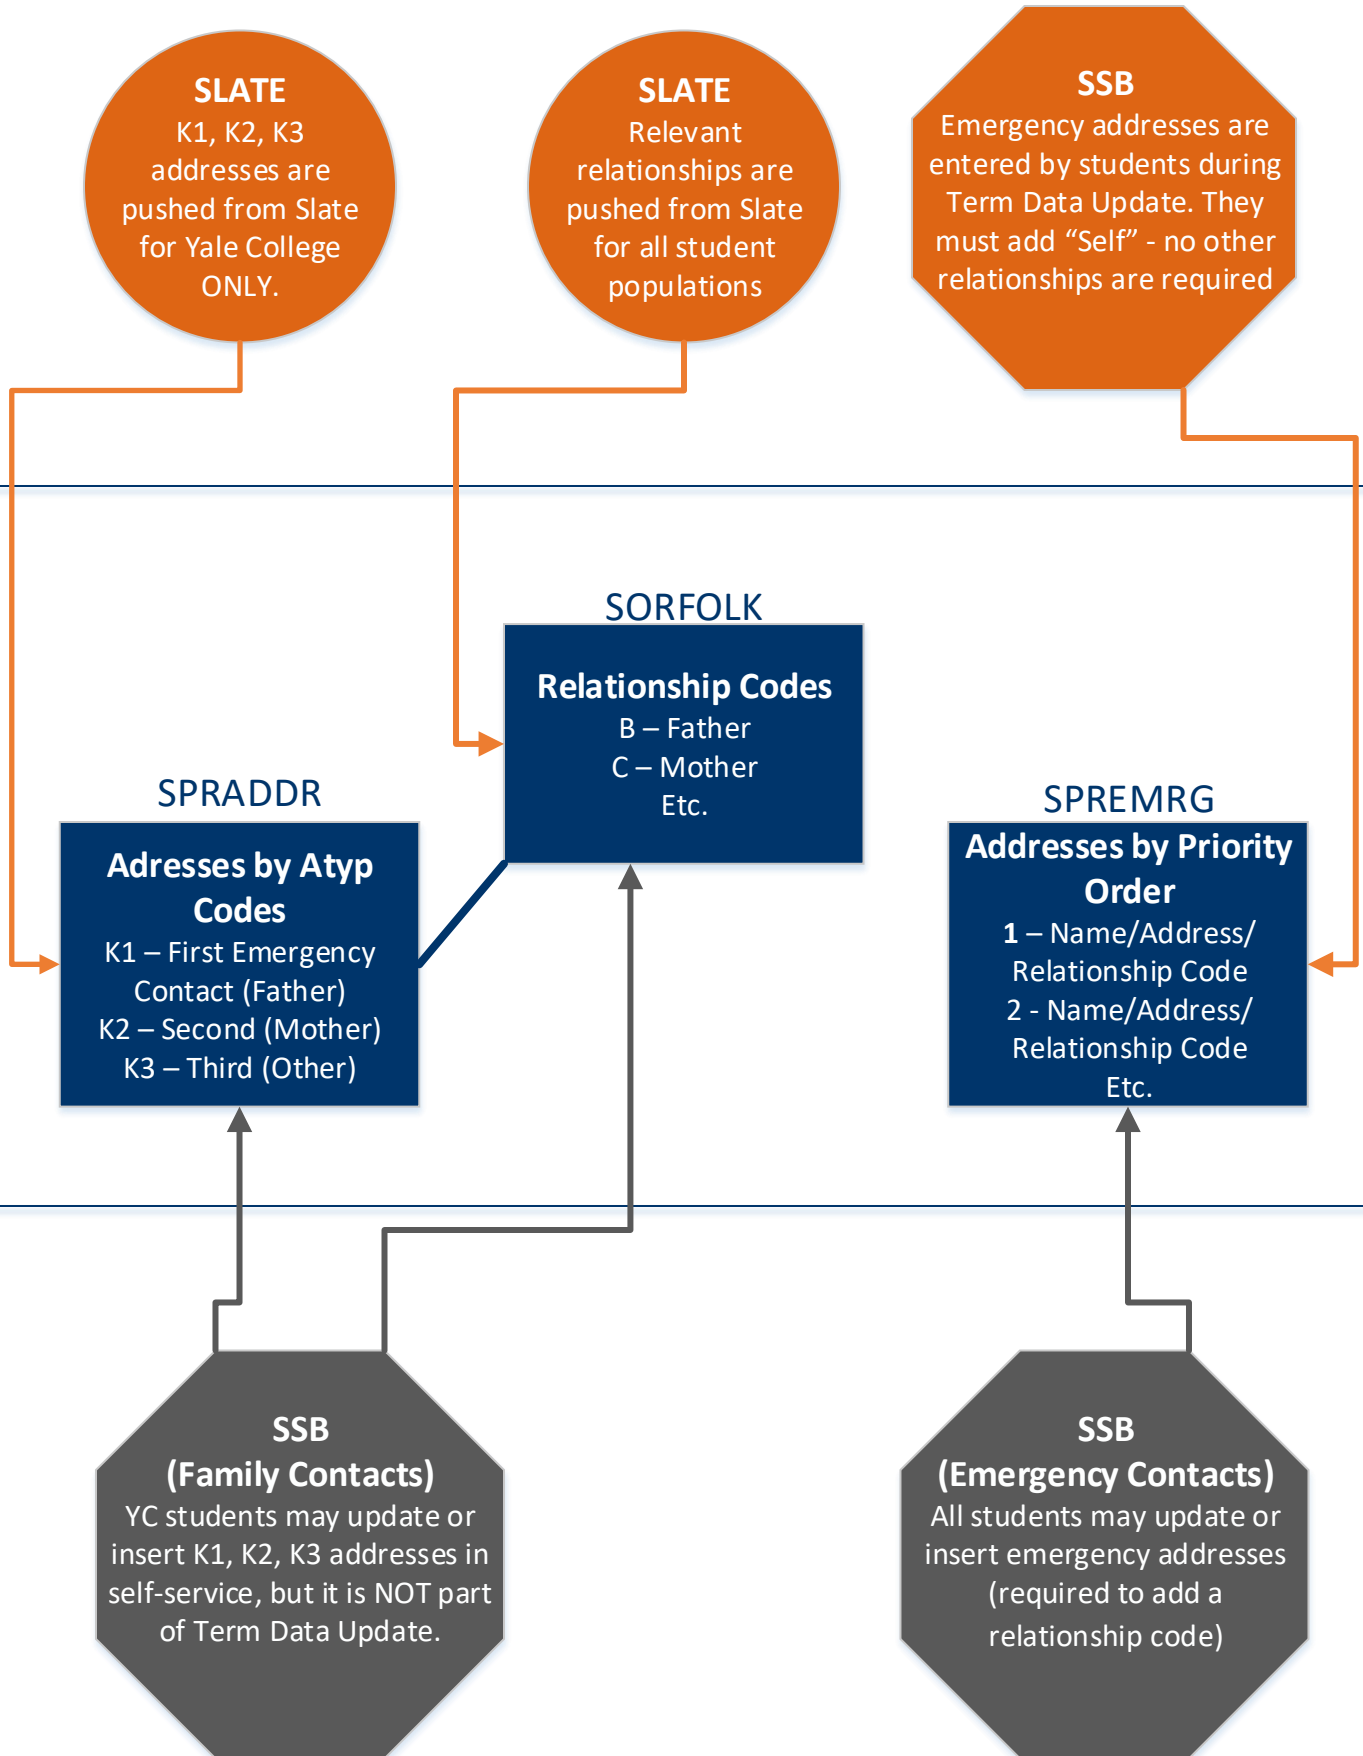 SLATE
K1, K2, K3
addresses are
pushed from Slate
for Yale College
ONLY.
SLATE
Relevant
relationships are
pushed from Slate
for all student
populations
SSB
Emergency addresses are
entered by students during
Term Data Update. They
must add “Self” - no other
relationships are required
SORFOLK
Relationship Codes
B – Father
C – Mother
Etc.
SPRADDR
Adresses by Atyp
Codes
K1 – First Emergency
Contact (Father)
K2 – Second (Mother)
K3 – Third (Other)
SPREMRG
Addresses by Priority
Order
1 – Name/Address/
Relationship Code
2 - Name/Address/
Relationship Code
Etc.
SSB
(Family Contacts)
YC students may update or
insert K1, K2, K3 addresses in
self-service, but it is NOT part
of Term Data Update.
SSB
(Emergency Contacts)
All students may update or
insert emergency addresses
(required to add a
relationship code)